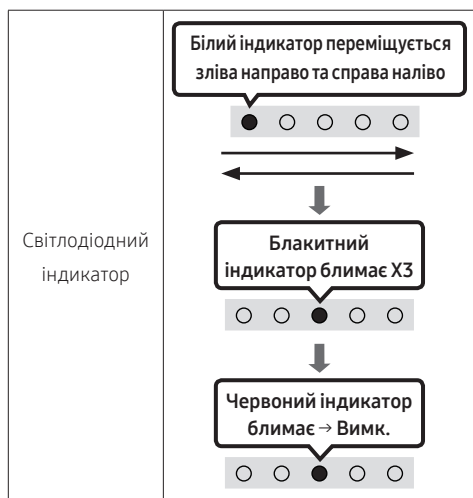 Білий індикатор переміщується
зліва направо та справа наліво
Світлодіодний
індикатор
Блакитний
індикатор блимає X3
Червоний індикатор
блимає → Вимк.